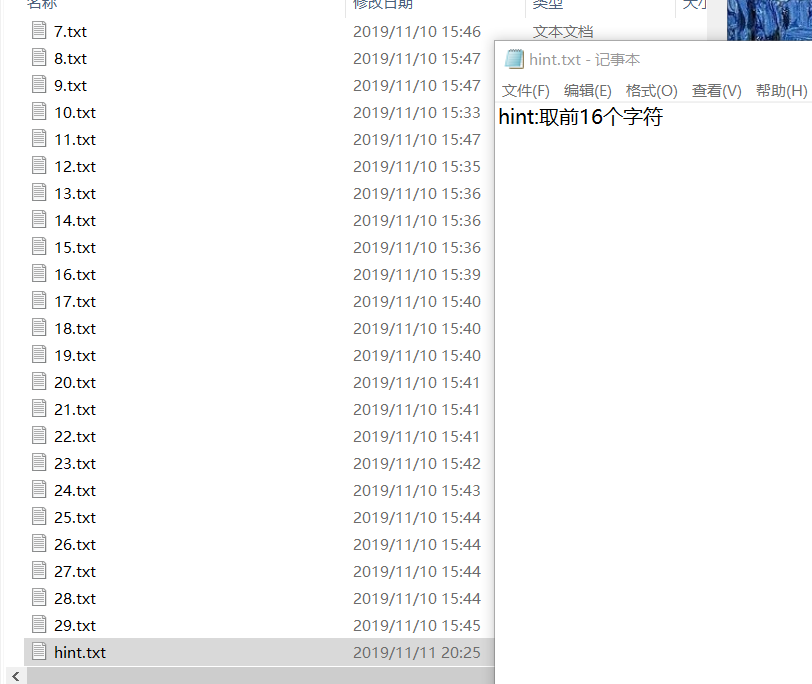 名称 修改日期 类型 大小
7.txt 2019/11/10 15:46 文本文档
8.txt 2019/11/10 15:47
9.txt 2019/11/10 15:47
10.txt 2019/11/10 15:33
11.txt 2019/11/10 15:47
12.txt 2019/11/10 15:35
13.txt 2019/11/10 15:36
14.txt 2019/11/10 15:36
15.txt 2019/11/10 15:36
16.txt 2019/11/10 15:39
17.txt 2019/11/10 15:40
18.txt 2019/11/10 15:40
19.txt 2019/11/10 15:40
20.txt 2019/11/10 15:41
21.txt 2019/11/10 15:41
22.txt 2019/11/10 15:41
23.txt 2019/11/10 15:42
24.txt 2019/11/10 15:43
25.txt 2019/11/10 15:44
26.txt 2019/11/10 15:44
27.txt 2019/11/10 15:44
28.txt 2019/11/10 15:44
29.txt 2019/11/10 15:45
hint.txt 2019/11/11 20:25
hint.txt - 记事本
文件(F) 编辑(E) 格式(O) 查看(V) 帮助(H)
hint:取前16个字符